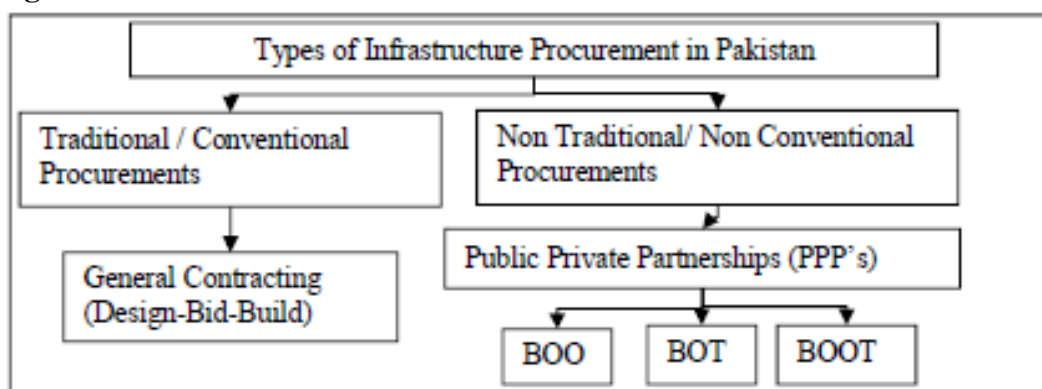 Types of Infrastructure Procurement in Pakistan
Traditional / Conventional
Procurements
Non Traditional/ Non Conventional
Procurements
General Contracting
(Design-Bid-Build)
Public Private Partnerships (PPP's)
BOO
BOT
BOOT